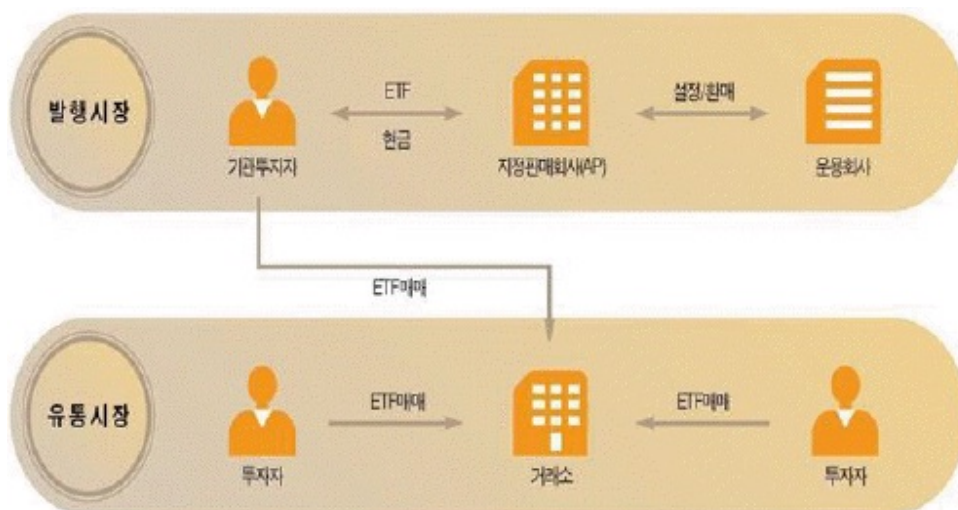 발행시장
ETF
현금
설정/환매
기관투자자
지정판매회사(AP)
운용회사
ETF매매
유통시장
ETF매매
ETF매매
투자자
거래소
투자자